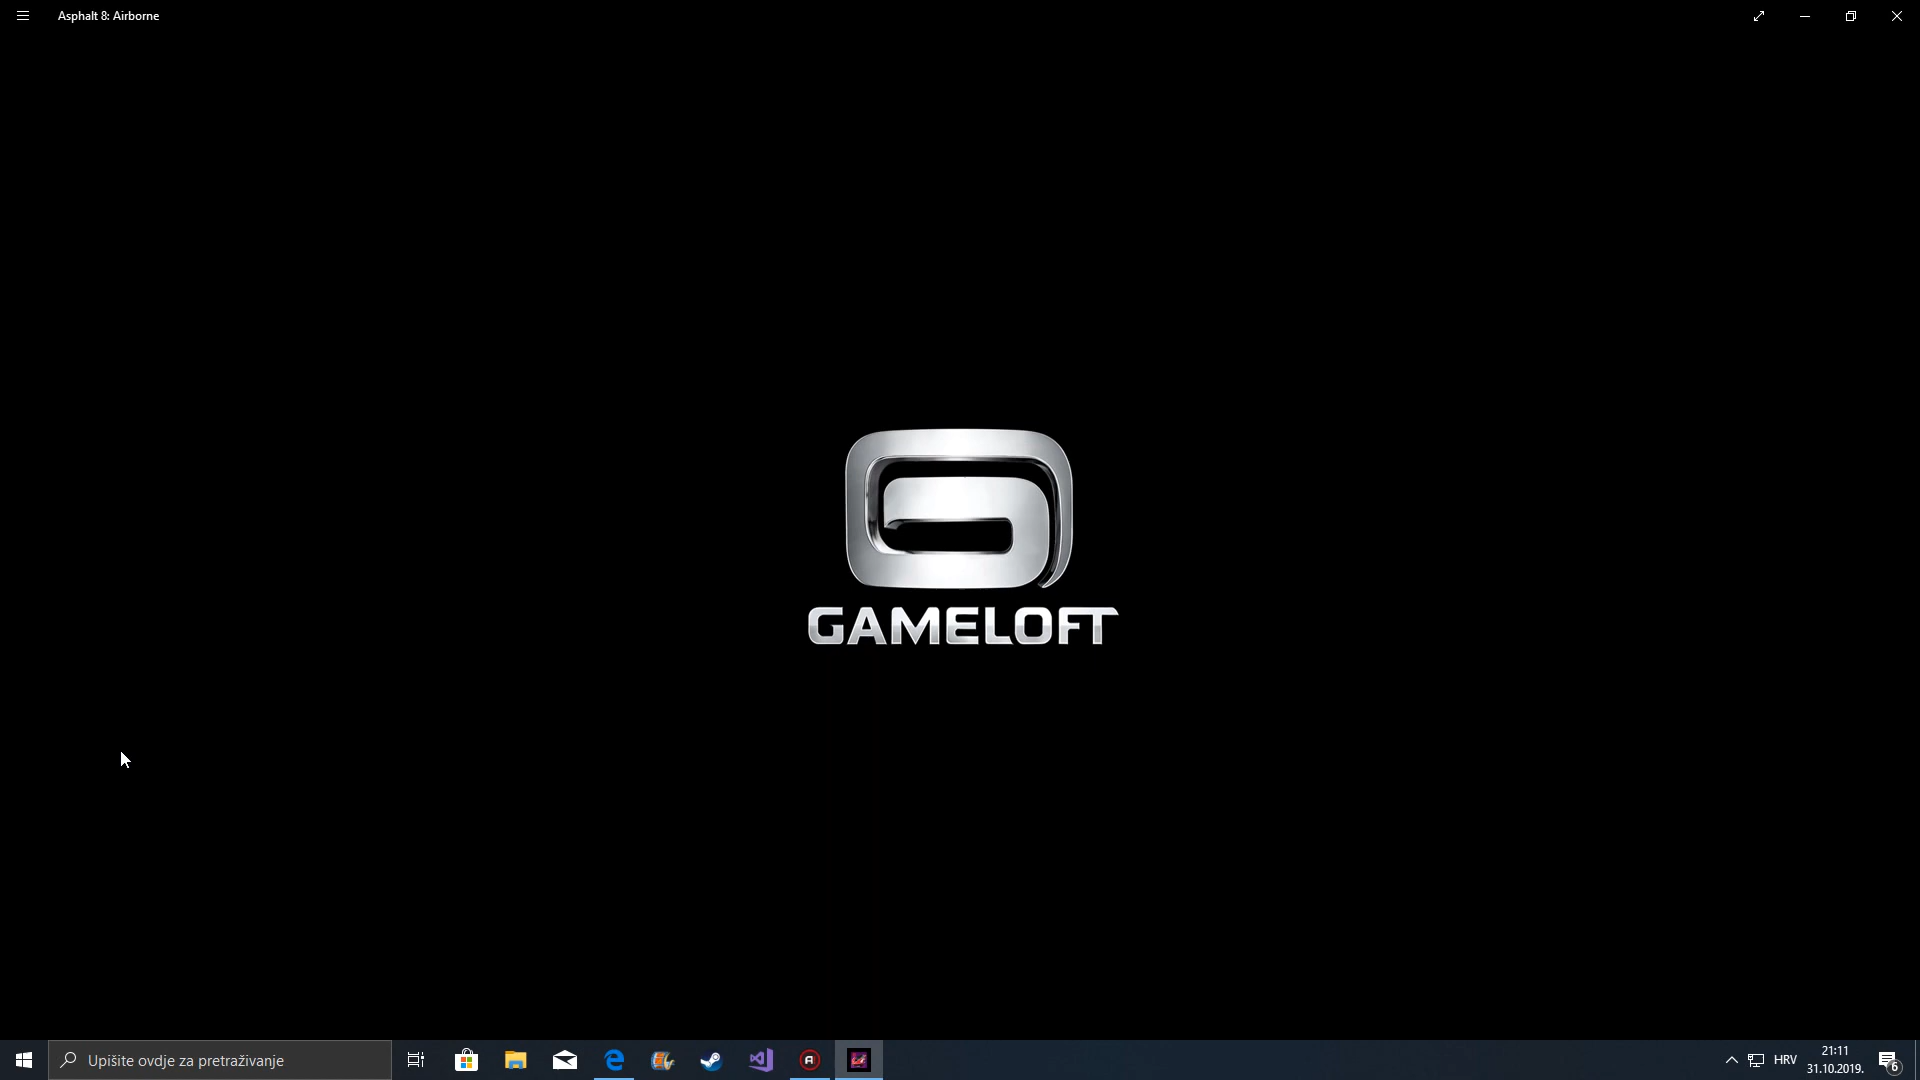 Asphalt 8: Airborne
GAMELOFT
Upišite ovdje za pretraživanje
HRV
21:11
31.10.2019.
6